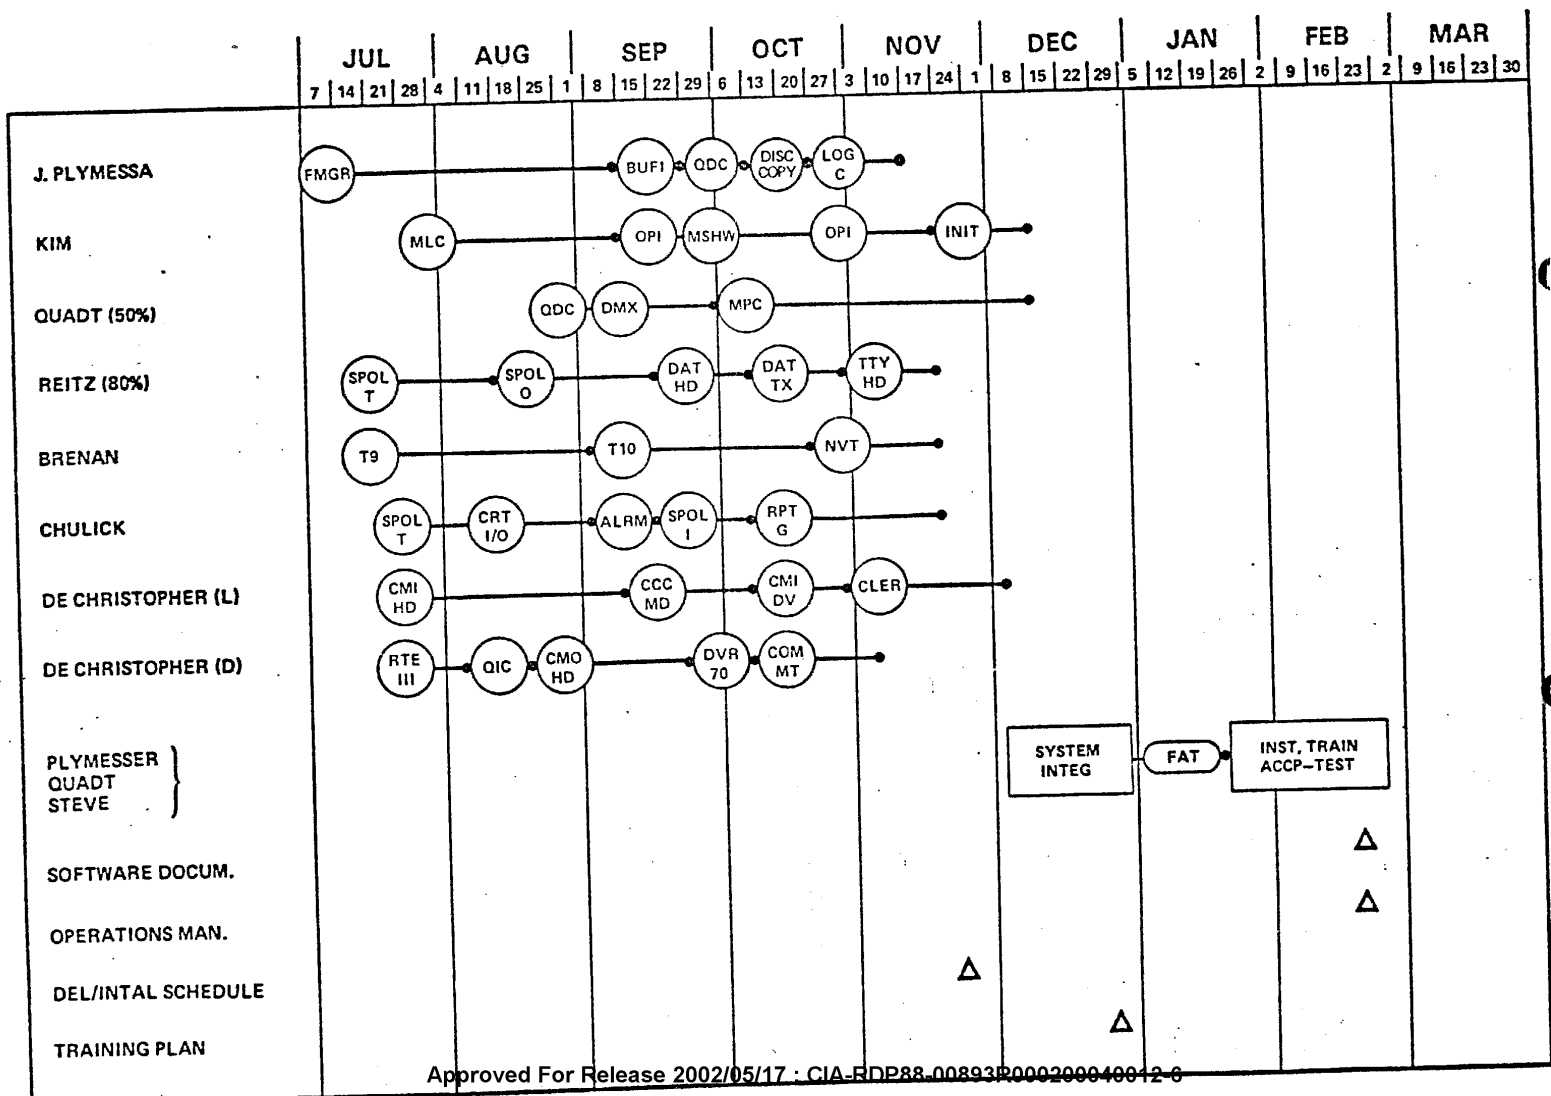 JUL AUG SEP OCT NOV DEC JAN FEB MAR
7 14 21 28 4 11 18 25 1 8 15 22 29 6 13 20 27 3 10 17 24 1 8 15 22 29 5 12 19 26 2 9 16 23 2 9 16 23 30
J. PLYMESSA
FMGR
BUF1
QDC
DISC
COPY
LOG
C
KIM
MLC
OPI
MSHW
OPI
INIT
QUADT (50%)
QDC
DMX
MPC
REITZ (80%)
SPOL
T
SPOL
O
DAT
HD
DAT
TX
TTY
HD
BRENAN
T9
T10
NVT
CHULICK
SPOL
T
CRT
I/O
ALRM
SPOL
I
RPT
G
DE CHRISTOPHER (L)
CMI
HD
CCC
MD
CMI
DV
CLER
DE CHRISTOPHER (D)
RTE
III
QIC
CMO
HD
DVR
70
COM
MT
PLYMESSER
QUADT
STEVE
SYSTEM
INTEG
FAT
INST, TRAIN
ACCP-TEST
SOFTWARE DOCUM.
OPERATIONS MAN.
DEL/INTAL SCHEDULE
TRAINING PLAN
Approved For Release 2002/05/17 : CIA-RDP88-00893R000200040012-6